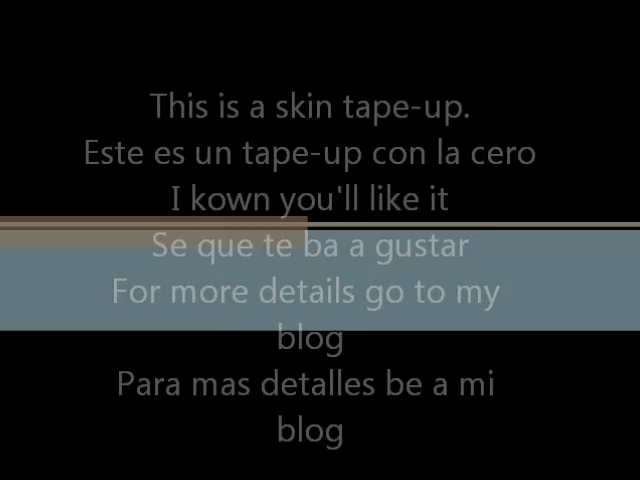 This is a skin tape-up.
Este es un tape-up con la cero
I kown you'll like it
Se que te ba a gustar
For more details go to my
blog
Para mas detalles be a mi
blog